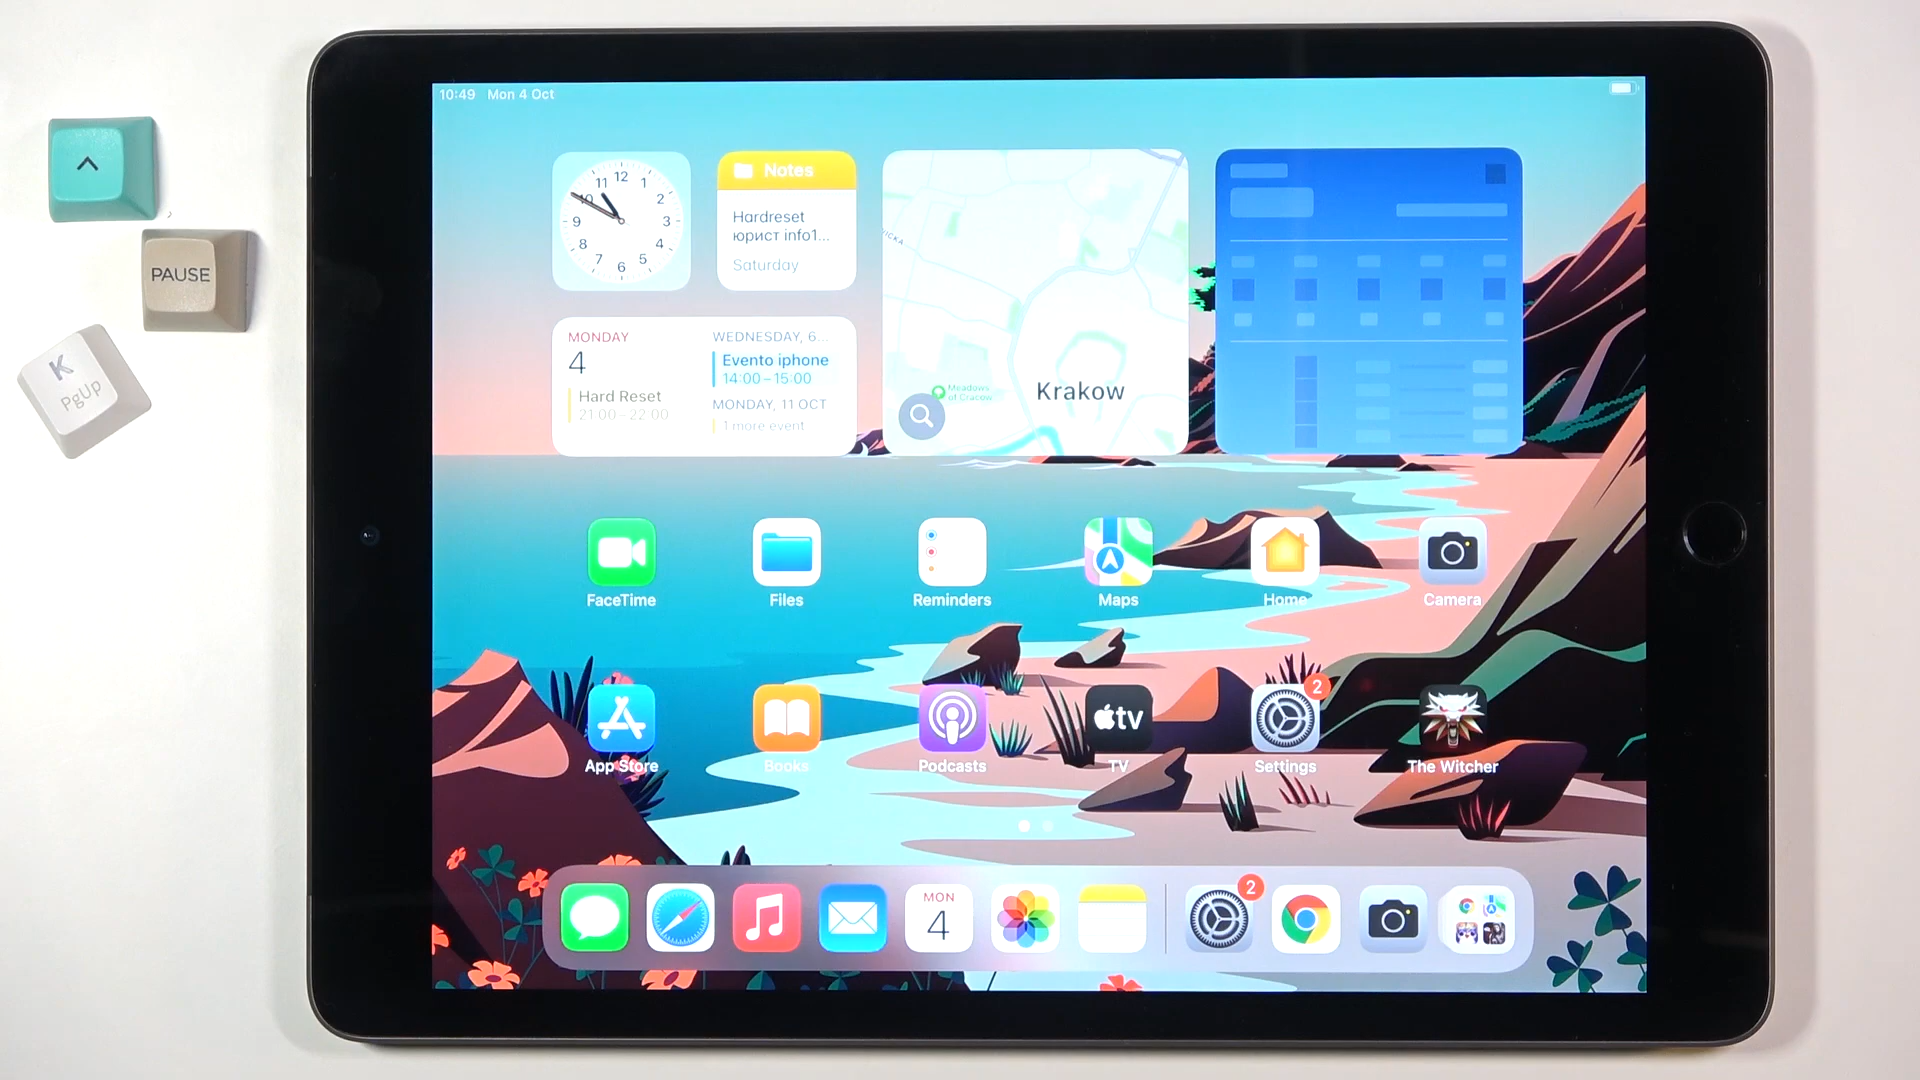 ^
PAUSE
K
PgUp
10:49 Mon 4 Oct
12
1
2
3
4
5
6
7
8
9
10
11
Notes
Hardreset
юрист info1...
Saturday
MONDAY
4
Hard Reset
21:00 – 22:00
WEDNESDAY, 6...
Evento iphone
14:00 – 15:00
MONDAY, 11 OCT
1 more event
Meadows
of Cracow
Krakow
FaceTime
Files
Reminders
Maps
Home
Camera
App Store
Books
Podcasts
tv
TV
2
Settings
The Witcher
MON
4
2